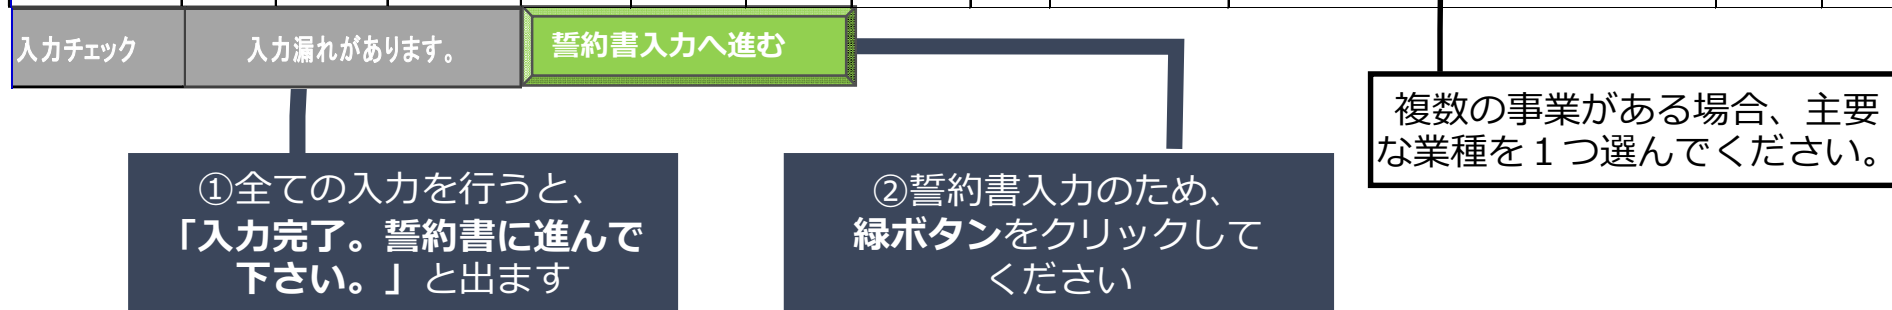 入力チェック
入力漏れがあります。
誓約書入力へ進む
複数の事業がある場合、主要
な業種を１つ選んでください。
①全ての入力を行うと、
「入力完了。誓約書に進んで
下さい。」と出ます
②誓約書入力のため、
緑ボタンをクリックして
ください